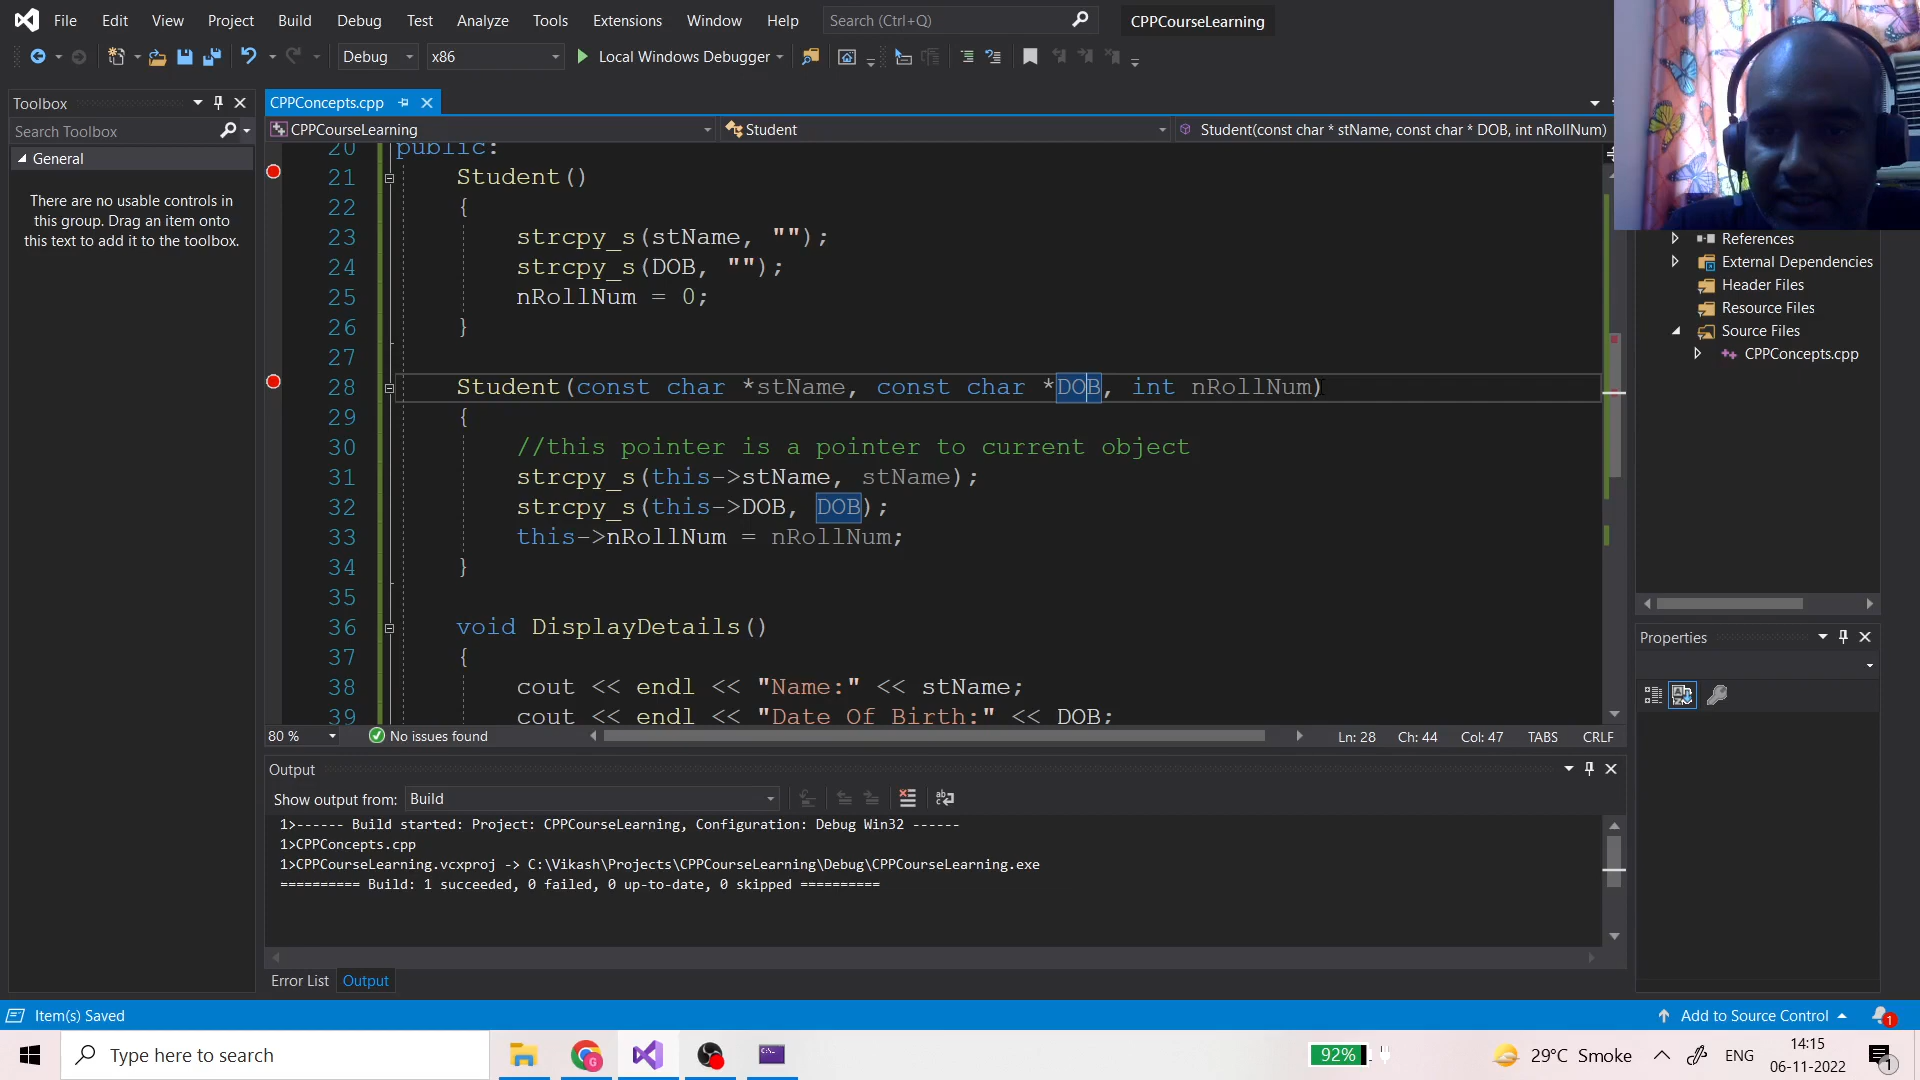 File Edit View Project Build Debug Test Analyze Tools Extensions Window Help Search (Ctrl+Q) CPPCourseLearning
Debug x86 Local Windows Debugger
Toolbox
Search Toolbox
General
There are no usable controls in
this group. Drag an item onto
this text to add it to the toolbox.
CPPConcepts.cpp
CPPCourseLearning Student Student(const char * stName, const char * DOB, int nRollNum)
20 public:
21 Student()
22 {
23 strcpy_s(stName, "");
24 strcpy_s(DOB, "");
25 nRollNum = 0;
26 }
27
28 Student(const char *stName, const char *DOB, int nRollNum)
29 {
30 //this pointer is a pointer to current object
31 strcpy_s(this->stName, stName);
32 strcpy_s(this->DOB, DOB);
33 this->nRollNum = nRollNum;
34 }
35
36 void DisplayDetails()
37 {
38 cout << endl << "Name:" << stName;
39 cout << endl << "Date Of Birth:" << DOB;
80 % No issues found Ln: 28 Ch: 44 Col: 47 TABS CRLF
Output
Show output from: Build
1>------ Build started: Project: CPPCourseLearning, Configuration: Debug Win32 ------
1>CPPConcepts.cpp
1>CPPCourseLearning.vcxproj -> C:\Vikash\Projects\CPPCourseLearning\Debug\CPPCourseLearning.exe
========== Build: 1 succeeded, 0 failed, 0 up-to-date, 0 skipped ==========
Error List Output
References
External Dependencies
Header Files
Resource Files
Source Files
CPPConcepts.cpp
Properties
Item(s) Saved Add to Source Control 1
Type here to search 92% 29°C Smoke ENG 14:15
06-11-2022 1